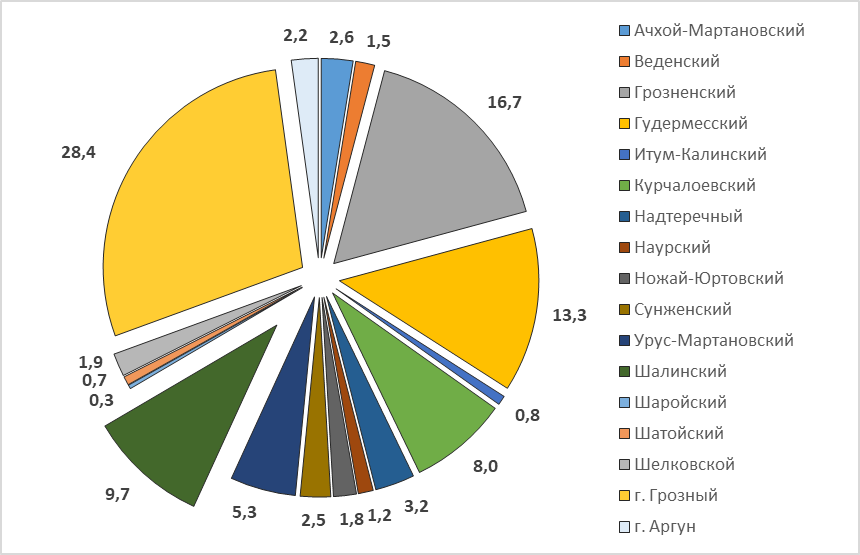 2,2
2,6
1,5
16,7
28,4
13,3
1,9
0,7
0,3
0,8
8,0
9,7
5,3
2,5
1,8
1,2
3,2
Ачхой-Мартановский
Веденский
Грозненский
Гудермесский
Итум-Калинский
Курчалоевский
Надтеречный
Наурский
Ножай-Юртовский
Сунженский
Урус-Мартановский
Шалинский
Шаройский
Шатойский
Шелковской
г. Грозный
г. Аргун